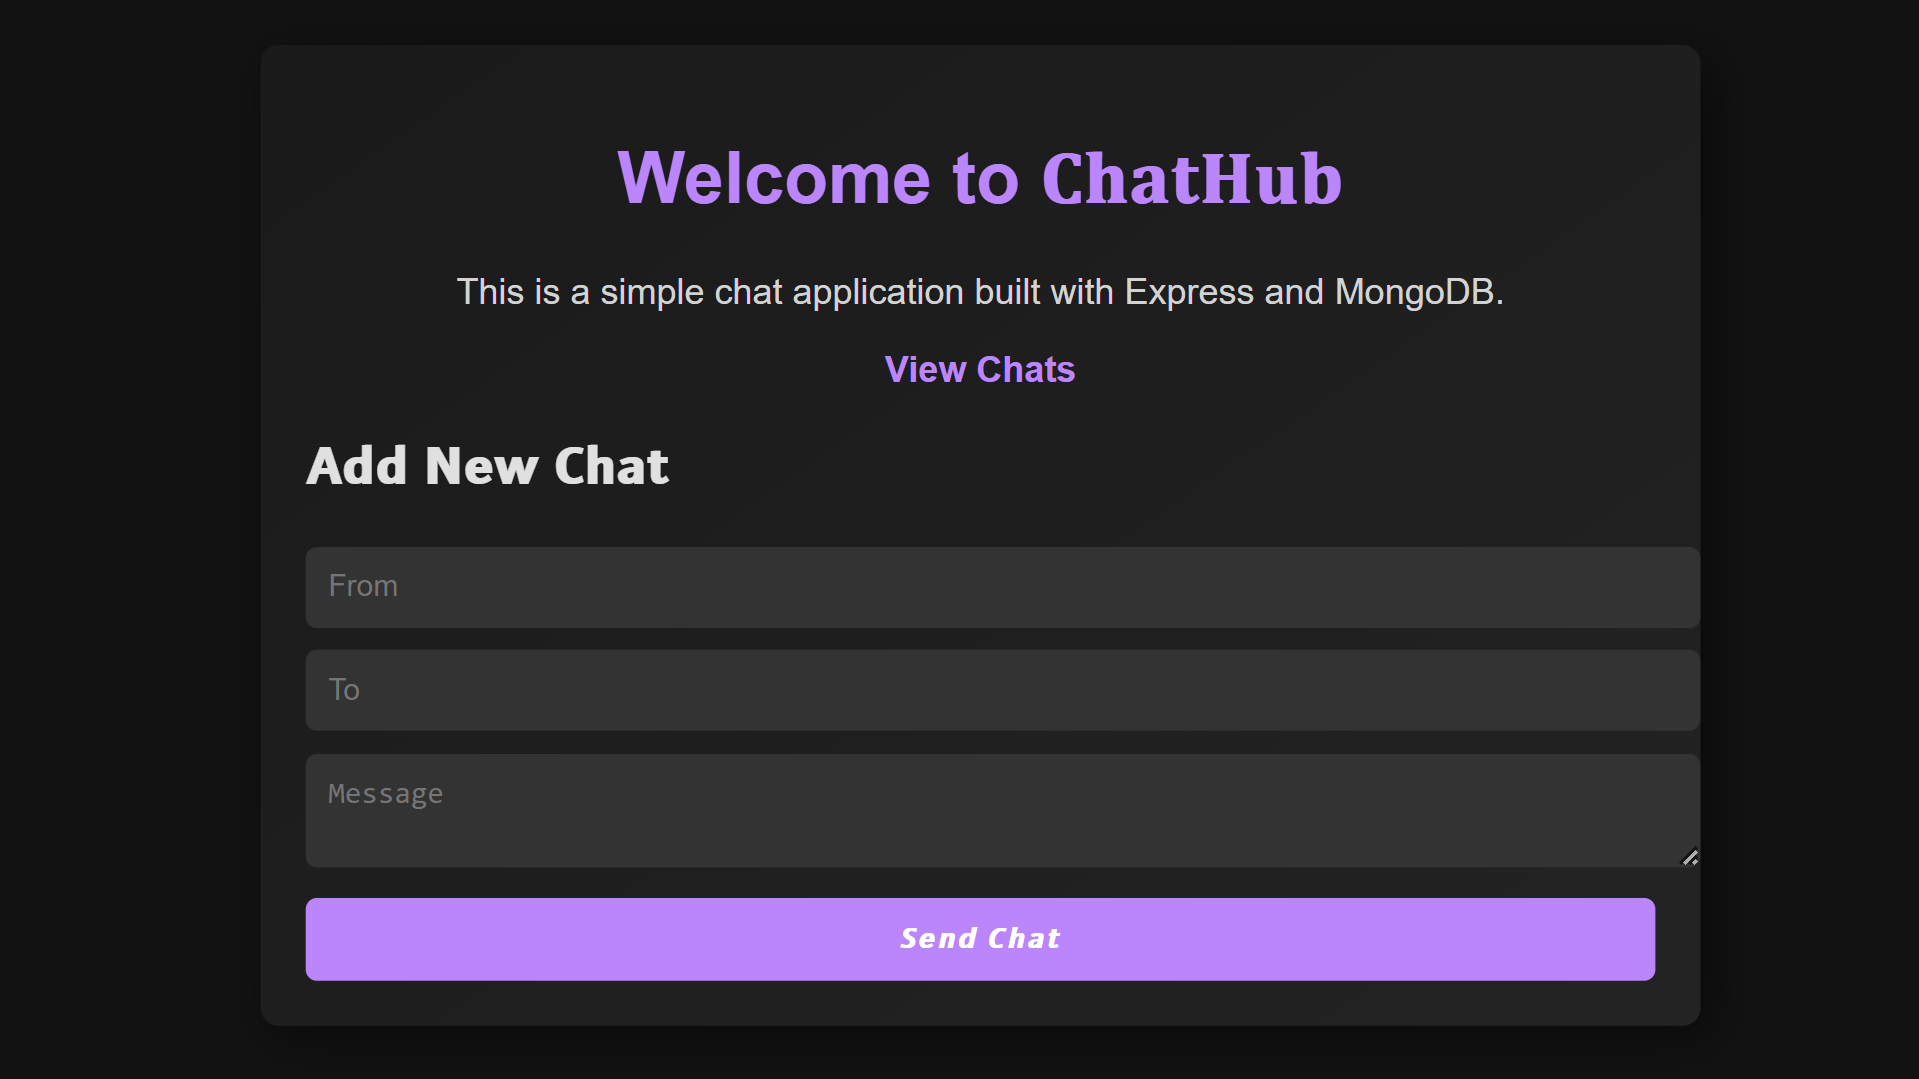 Welcome to ChatHub
This is a simple chat application built with Express and MongoDB.
View Chats
Add New Chat
From
To
Message
Send Chat